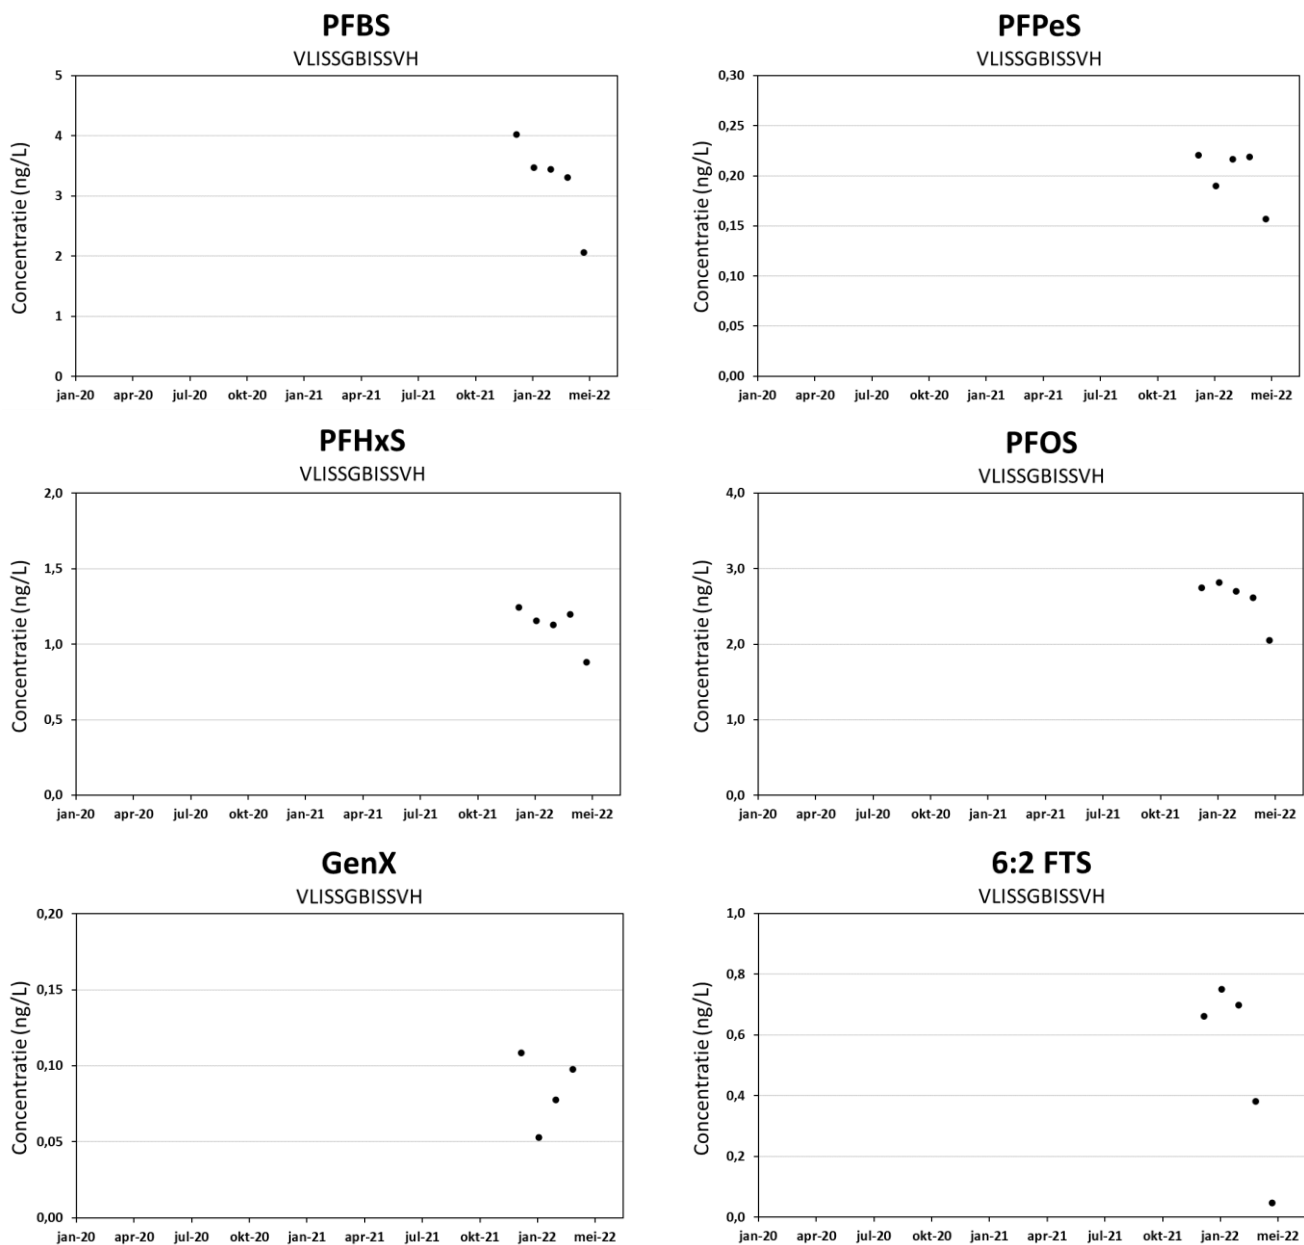 PFBS
VLISSGBISSVH
Concentratie (ng/L)
5
4
3
2
1
0
jan-20 apr-20 jul-20 okt-20 jan-21 apr-21 jul-21 okt-21 jan-22 mei-22
PFPeS
VLISSGBISSVH
Concentratie (ng/L)
0,30
0,25
0,20
0,15
0,10
0,05
0,00
jan-20 apr-20 jul-20 okt-20 jan-21 apr-21 jul-21 okt-21 jan-22 mei-22
PFHxS
VLISSGBISSVH
Concentratie (ng/L)
2,0
1,5
1,0
0,5
0,0
jan-20 apr-20 jul-20 okt-20 jan-21 apr-21 jul-21 okt-21 jan-22 mei-22
PFOS
VLISSGBISSVH
Concentratie (ng/L)
4,0
3,0
2,0
1,0
0,0
jan-20 apr-20 jul-20 okt-20 jan-21 apr-21 jul-21 okt-21 jan-22 mei-22
GenX
VLISSGBISSVH
Concentratie (ng/L)
0,20
0,15
0,10
0,05
0,00
jan-20 apr-20 jul-20 okt-20 jan-21 apr-21 jul-21 okt-21 jan-22 mei-22
6:2 FTS
VLISSGBISSVH
Concentratie (ng/L)
1,0
0,8
0,6
0,4
0,2
0,0
jan-20 apr-20 jul-20 okt-20 jan-21 apr-21 jul-21 okt-21 jan-22 mei-22